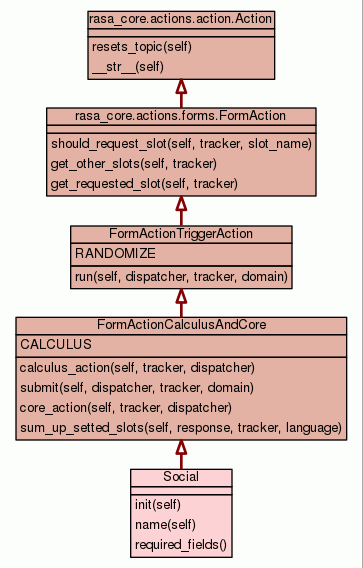 rasa_core.actions.action.Action
resets_topic(self)
__str__(self)
rasa_core.actions.forms.FormAction
should_request_slot(self, tracker, slot_name)
get_other_slots(self, tracker)
get_requested_slot(self, tracker)
FormActionTriggerAction
RANDOMIZE
run(self, dispatcher, tracker, domain)
FormActionCalculusAndCore
CALCULUS
calculus_action(self, tracker, dispatcher)
submit(self, dispatcher, tracker, domain)
core_action(self, tracker, dispatcher)
sum_up_setted_slots(self, response, tracker, language)
Social
init(self)
name(self)
required_fields()